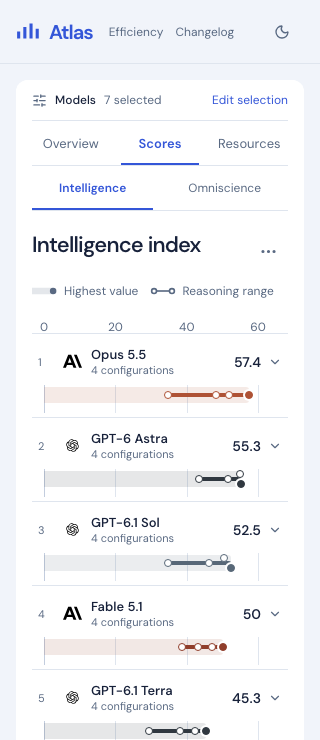 Atlas Efficiency Changelog
Models 7 selected Edit selection
Overview Scores Resources
Intelligence Omniscience
Intelligence index ...
Highest value Reasoning range
0 20 40 60
1 Opus 5.5 57.4
4 configurations
2 GPT-6 Astra 55.3
4 configurations
3 GPT-6.1 Sol 52.5
4 configurations
4 Fable 5.1 50
4 configurations
5 GPT-6.1 Terra 45.3
4 configurations